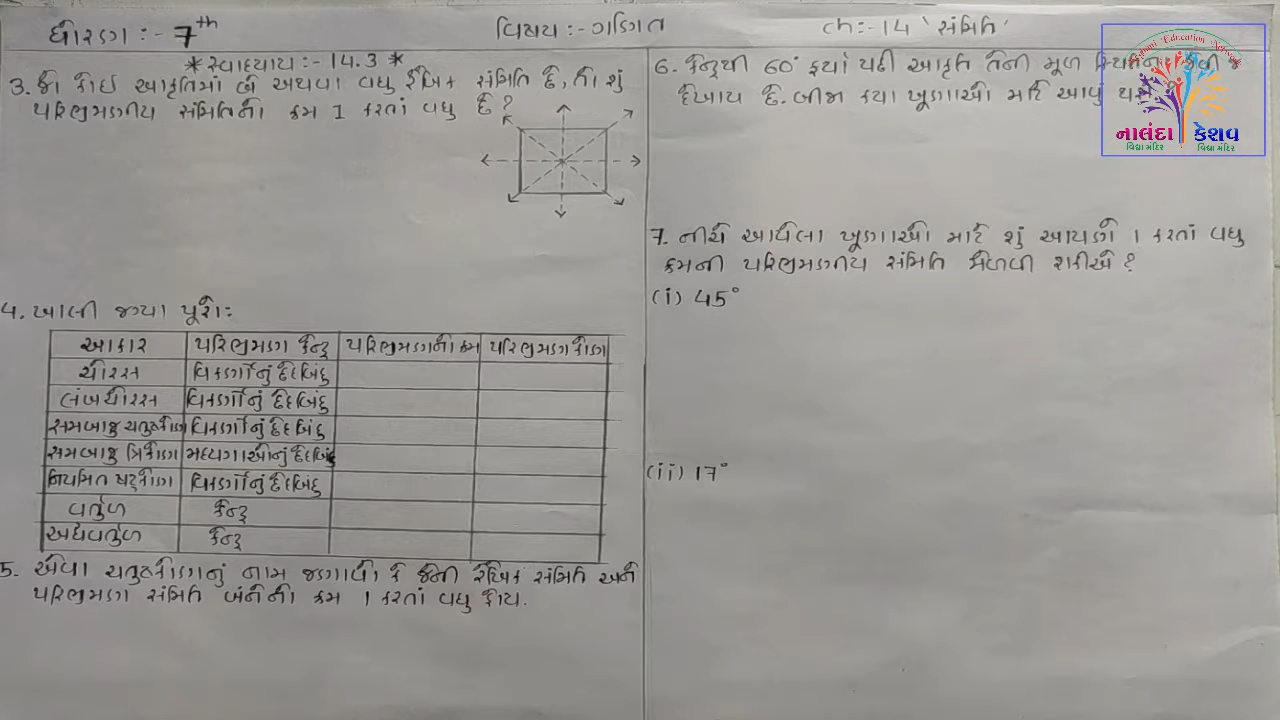 ધોરણ :- 7th વિષય:-ગણિત ch:-14 'સંમિતિ'
*સ્વાધ્યાય:-14.3*
3. જો કોઇ આકૃતિમાં બે અથવા વધુ રૈખિક સંમિતિ છે, તો શું
પરિભ્રમણીય સંમિતિનો ક્રમ 1 કરતાં વધુ છે?
4. ખાલી જગ્યા પૂરો:
આકાર પરિભ્રમણ કેન્દ્ર પરિભ્રમણનો ક્રમ પરિભ્રમણકોણ
ચોરસ વિકર્ણોનું છેદબિંદુ
લંબચોરસ વિકર્ણોનું છેદબિંદુ
સમબાજુ ચતુષ્કોણ વિકર્ણોનું છેદબિંદુ
સમબાજુ ત્રિકોણ મધ્યગાઓનું છેદબિંદુ
નિયમિત ષટ્કોણ વિકર્ણોનું છેદબિંદુ
વર્તુળ કેન્દ્ર
અર્ધવર્તુળ કેન્દ્ર
5. એવા ચતુષ્કોણનું નામ જણાવો કે જેની રૈખિક સંમિતિ અને
પરિભ્રમણ સંમિતિ બંનેનો ક્રમ 1 કરતાં વધુ હોય.
6. કેન્દ્રથી 60° ફર્યા પછી આકૃતિ તેની મૂળ
દેખાય છે. બીજા કયા ખૂણાઓ માટે આવું
7. નીચે આપેલા ખૂણાઓ માટે શું આપણે 1 કરતાં વધુ
ક્રમની પરિભ્રમણીય સંમિતિ મેળવી શકીએ?
(i) 45°
(ii) 17°
Education Network
નાલંદા કેશવ
વિદ્યા મંદિર વિદ્યા મંદિર